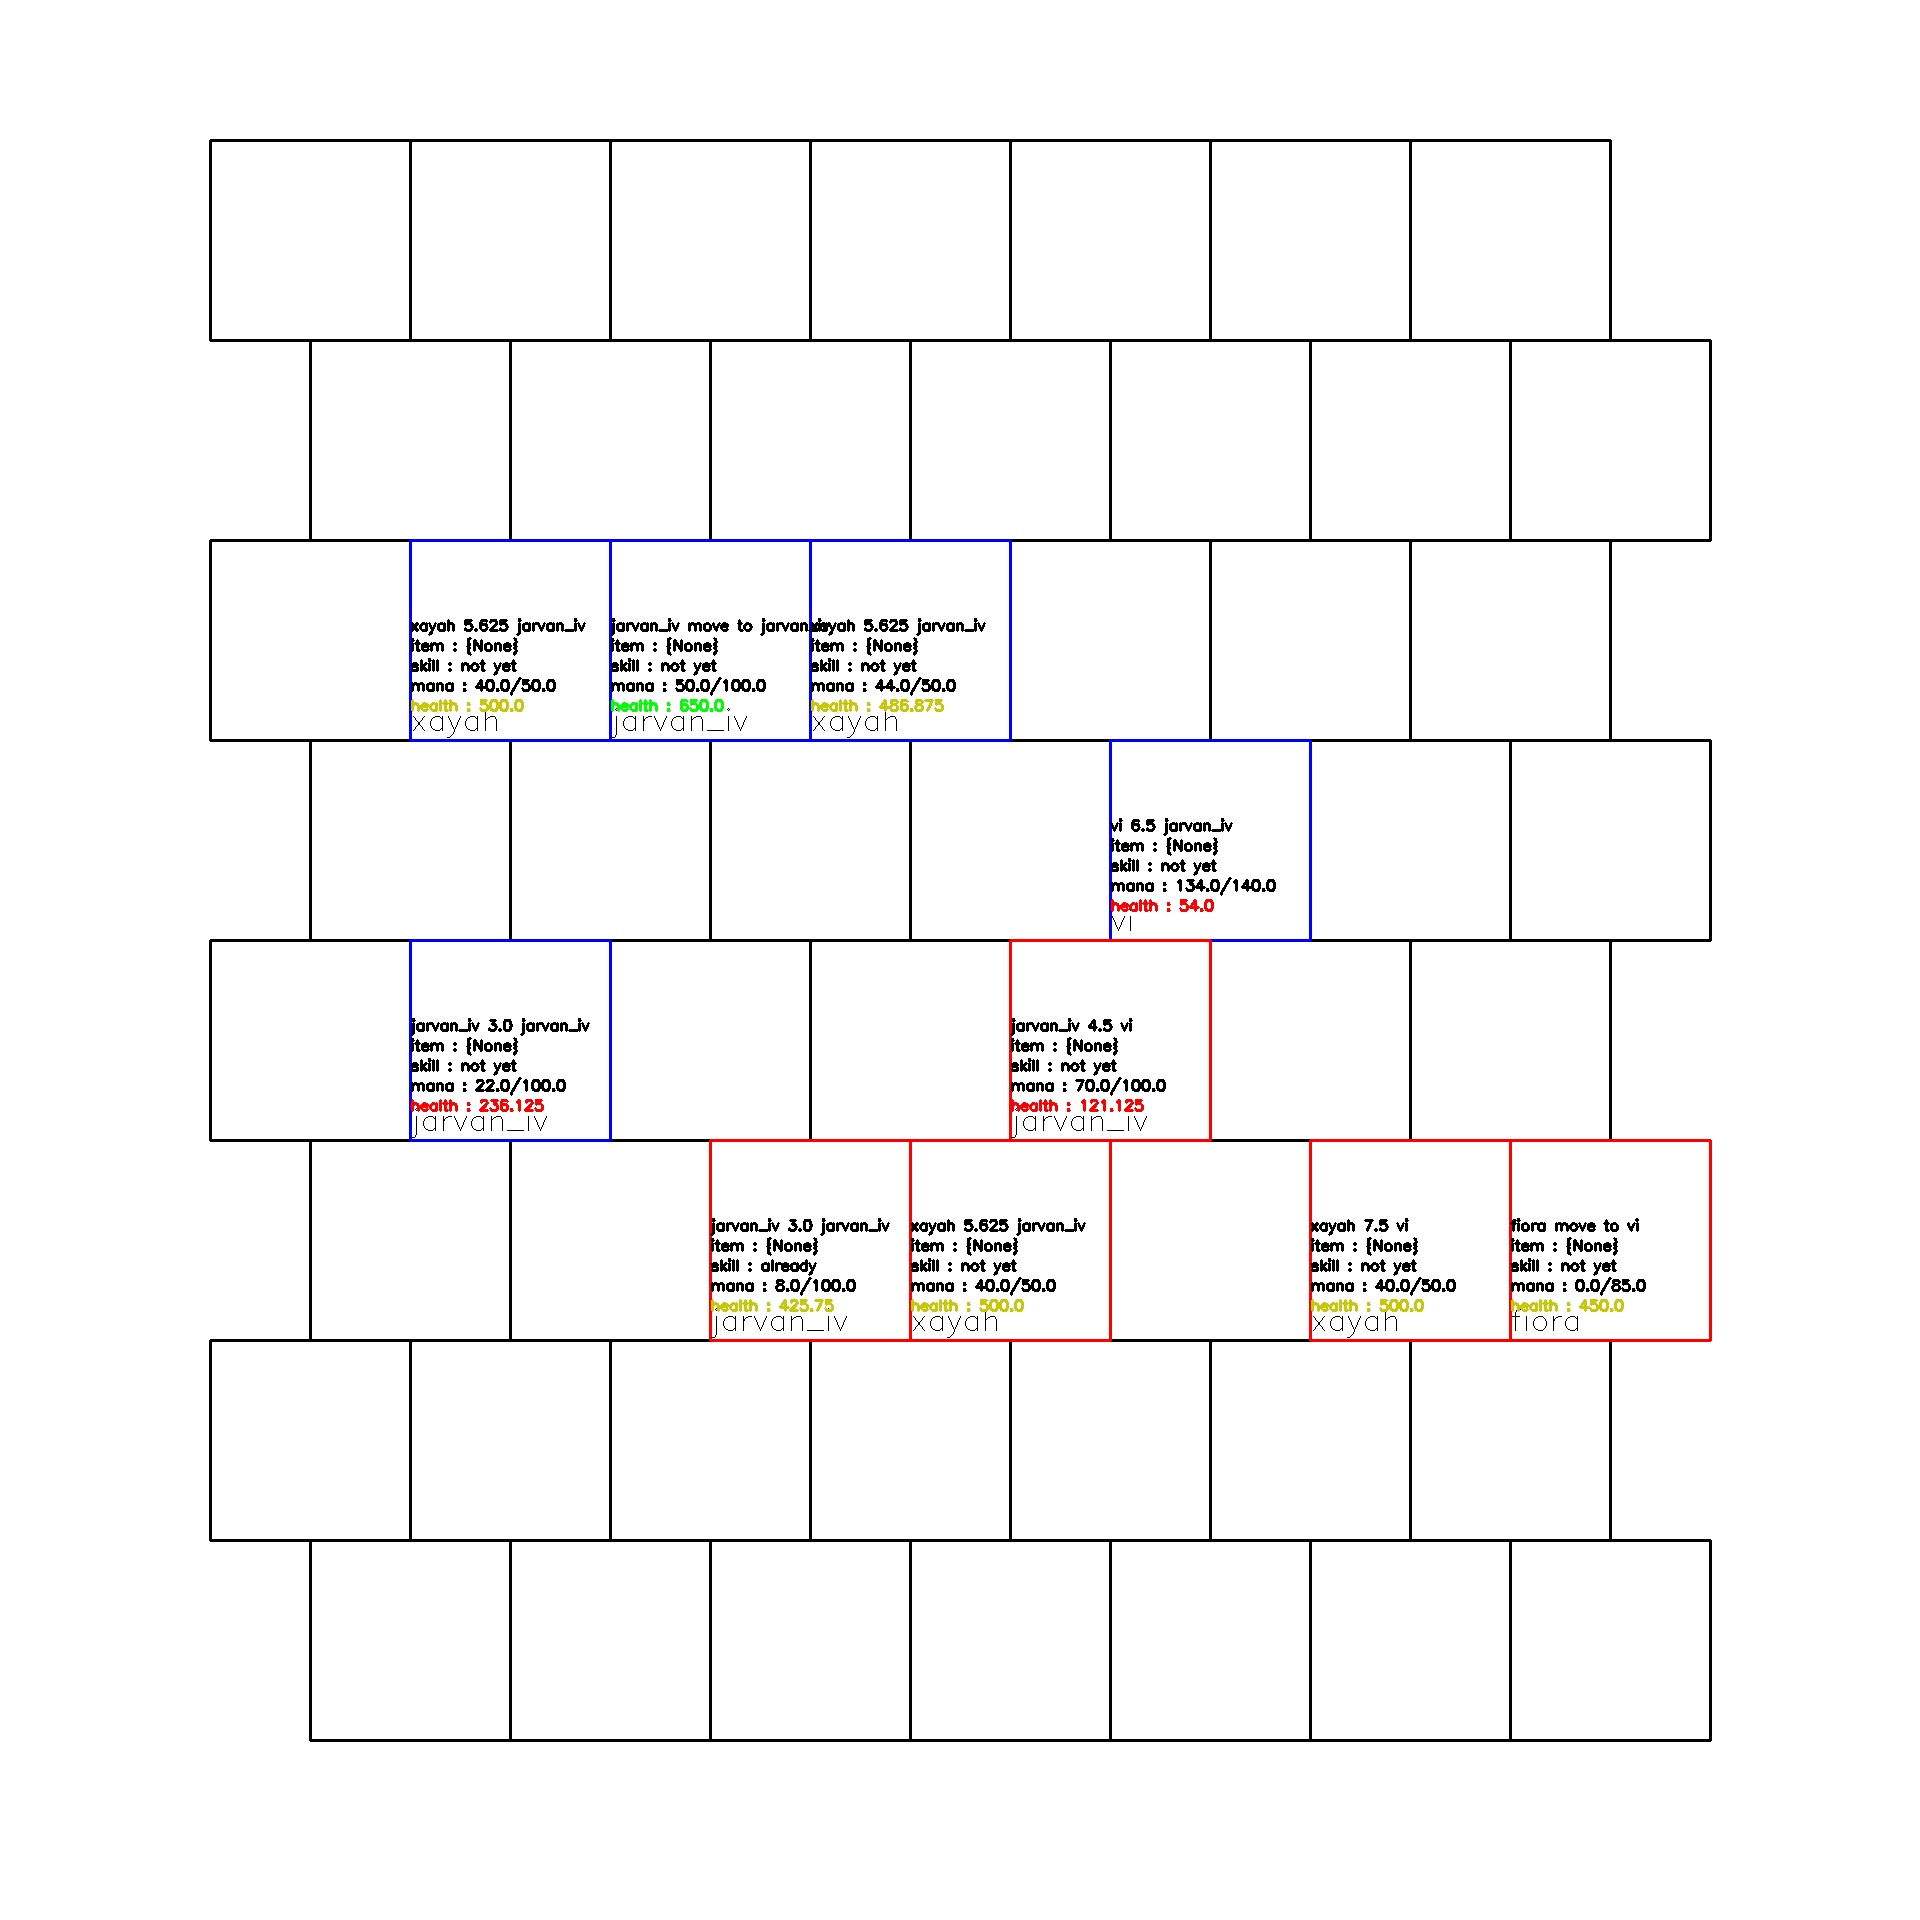 xayah 5.625 jarvan_iv
item : {None}
skill : not yet
mana : 40.0/50.0
health : 500.0
xayah
jarvan_iv move to jarvan_iv
item : {None}
skill : not yet
mana : 50.0/100.0
health : 650.0
jarvan_iv
xayah 5.625 jarvan_iv
item : {None}
skill : not yet
mana : 44.0/50.0
health : 486.875
xayah
vi 6.5 jarvan_iv
item : {None}
skill : not yet
mana : 134.0/140.0
health : 54.0
vi
jarvan_iv 3.0 jarvan_iv
item : {None}
skill : not yet
mana : 22.0/100.0
health : 236.125
jarvan_iv
jarvan_iv 4.5 vi
item : {None}
skill : not yet
mana : 70.0/100.0
health : 121.125
jarvan_iv
jarvan_iv 3.0 jarvan_iv
item : {None}
skill : already
mana : 8.0/100.0
health : 425.75
jarvan_iv
xayah 5.625 jarvan_iv
item : {None}
skill : not yet
mana : 40.0/50.0
health : 500.0
xayah
xayah 7.5 vi
item : {None}
skill : not yet
mana : 40.0/50.0
health : 500.0
xayah
fiora move to vi
item : {None}
skill : not yet
mana : 0.0/85.0
health : 450.0
fiora